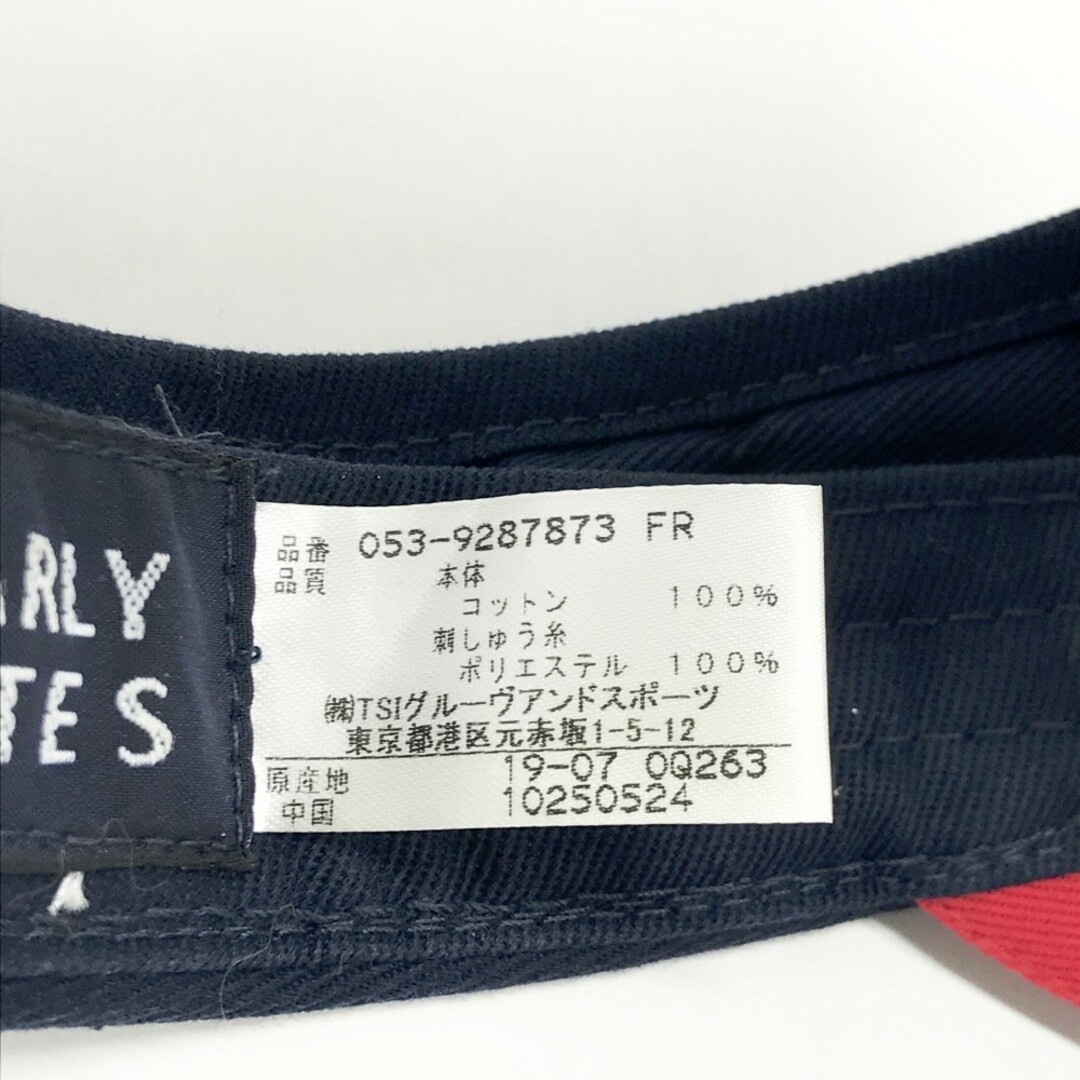 品番 053-9287873 FR
品質 本体
コットン 100%
刺しゅう糸
ポリエステル 100%
㈱TSIグルーヴアンドスポーツ
東京都港区元赤坂1-5-12
原産地 19-07 0Q263
中国 10250524